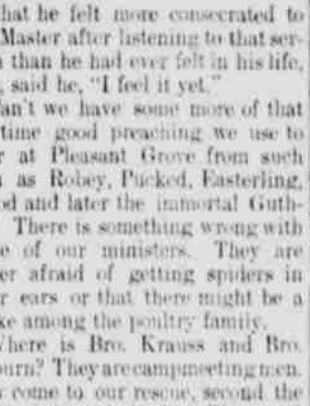 hat he felt more consecrated to
Master after listening to that ser-
than he had ever felt in his life,
, said he, "I feel it yet."
an't we have some more of that
time good preaching we use to
r at Pleasant Grove from such
as Robey, Pucked, Easterling,
od and later the immortal Guth-
. There is something wrong with
e of our ministers. They are
er afraid of getting spiders in
r ears or that there might be a
ke among the poultry family.
here is Bro. Krauss and Bro.
urn? They are campmeeting men.
come to our rescue, second the